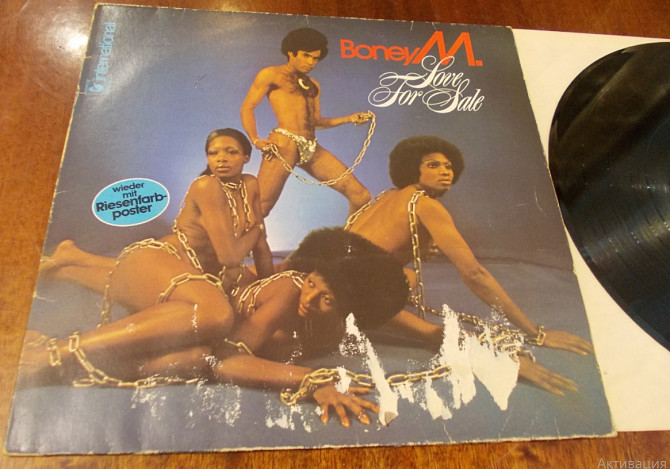 international
Boney M.
Love
For Sale
wieder
mit
Riesenfarb-
poster
Активация